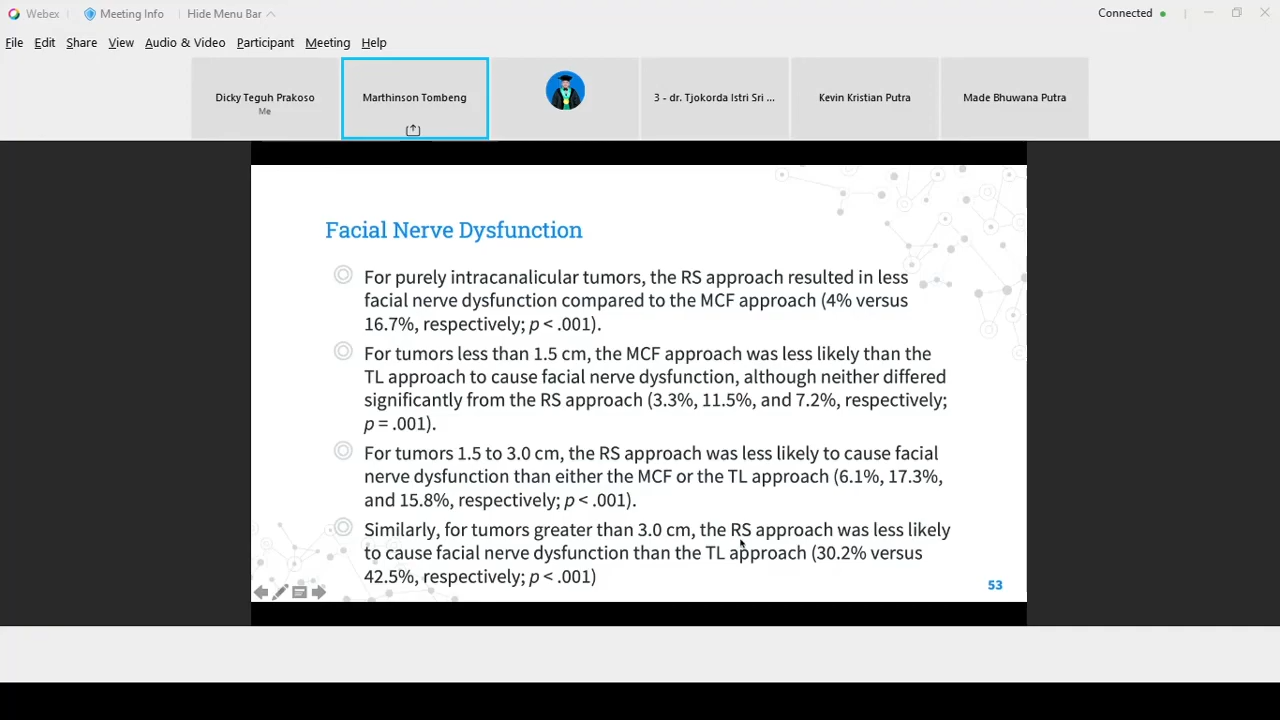 Webex Meeting Info Hide Menu Bar Connected
File Edit Share View Audio & Video Participant Meeting Help
Dicky Teguh Prakoso
Me
Marthinson Tombeng
3 - dr. Tjokorda Istri Sri ...
Kevin Kristian Putra
Made Bhuwana Putra
Facial Nerve Dysfunction
For purely intracanalicular tumors, the RS approach resulted in less
facial nerve dysfunction compared to the MCF approach (4% versus
16.7%, respectively; p < .001).
For tumors less than 1.5 cm, the MCF approach was less likely than the
TL approach to cause facial nerve dysfunction, although neither differed
significantly from the RS approach (3.3%, 11.5%, and 7.2%, respectively;
p = .001).
For tumors 1.5 to 3.0 cm, the RS approach was less likely to cause facial
nerve dysfunction than either the MCF or the TL approach (6.1%, 17.3%,
and 15.8%, respectively; p < .001).
Similarly, for tumors greater than 3.0 cm, the RS approach was less likely
to cause facial nerve dysfunction than the TL approach (30.2% versus
42.5%, respectively; p < .001)
53